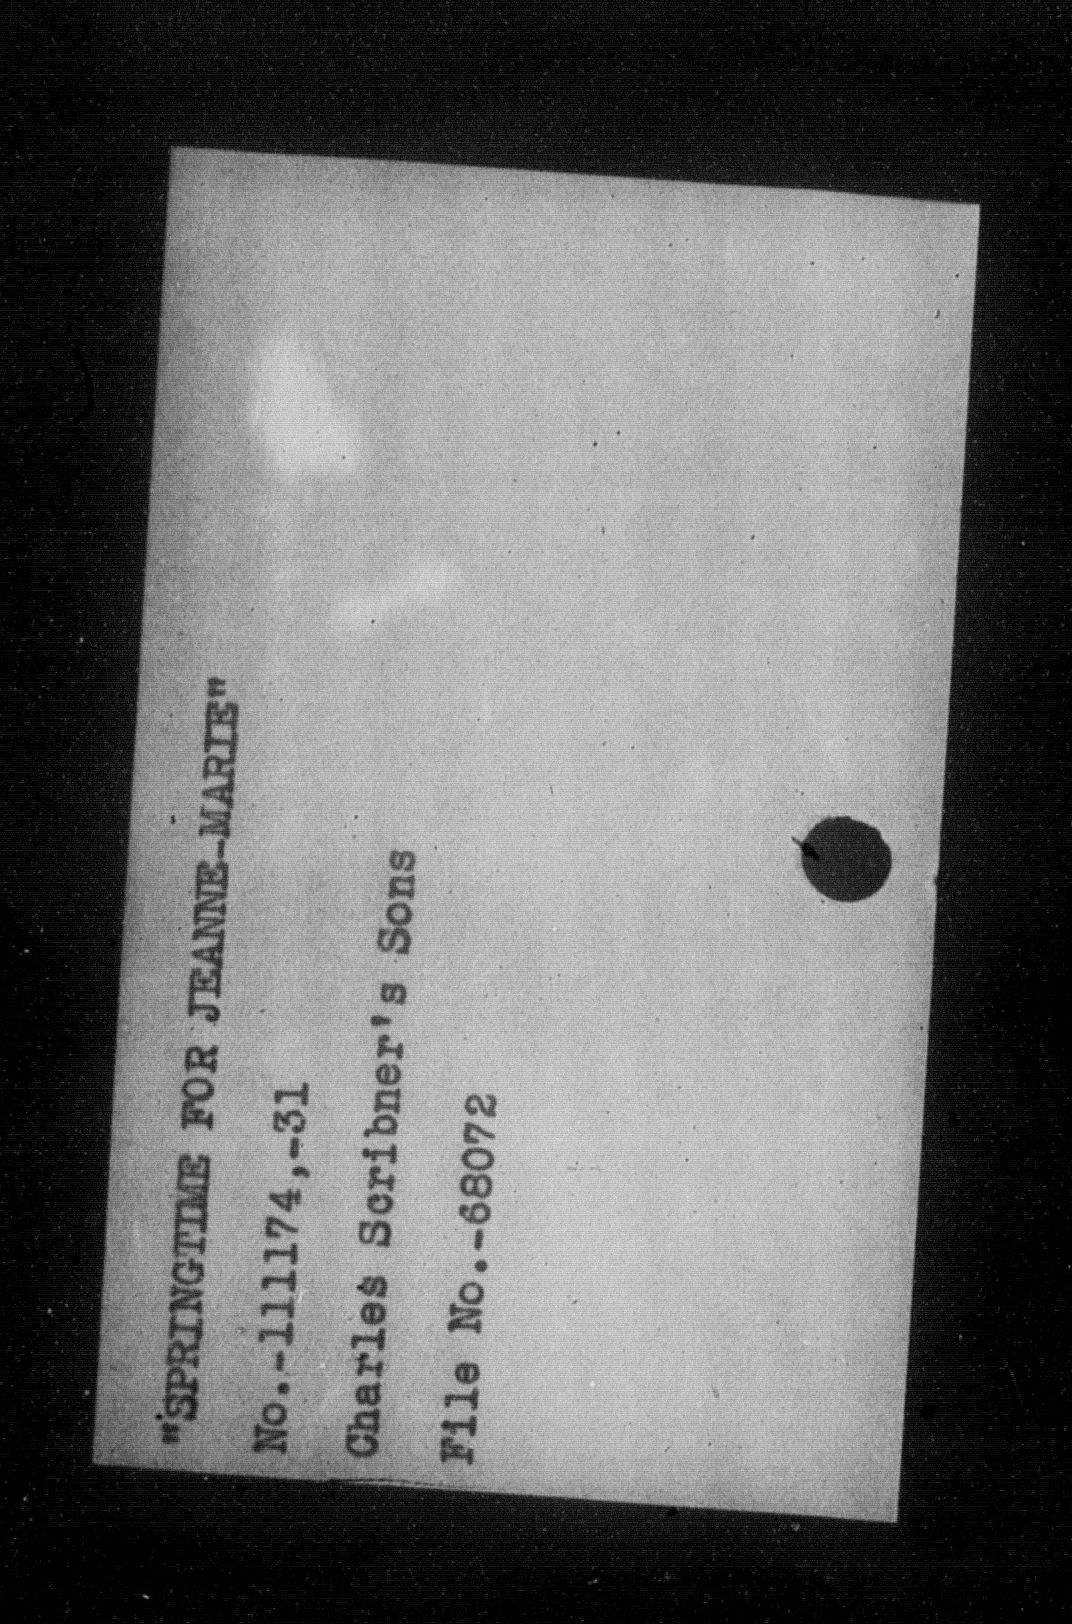 "SPRINGTIME FOR JEANNE-MARIE"
No.-111174,-31
Charles Scribner's Sons
File No.-68072